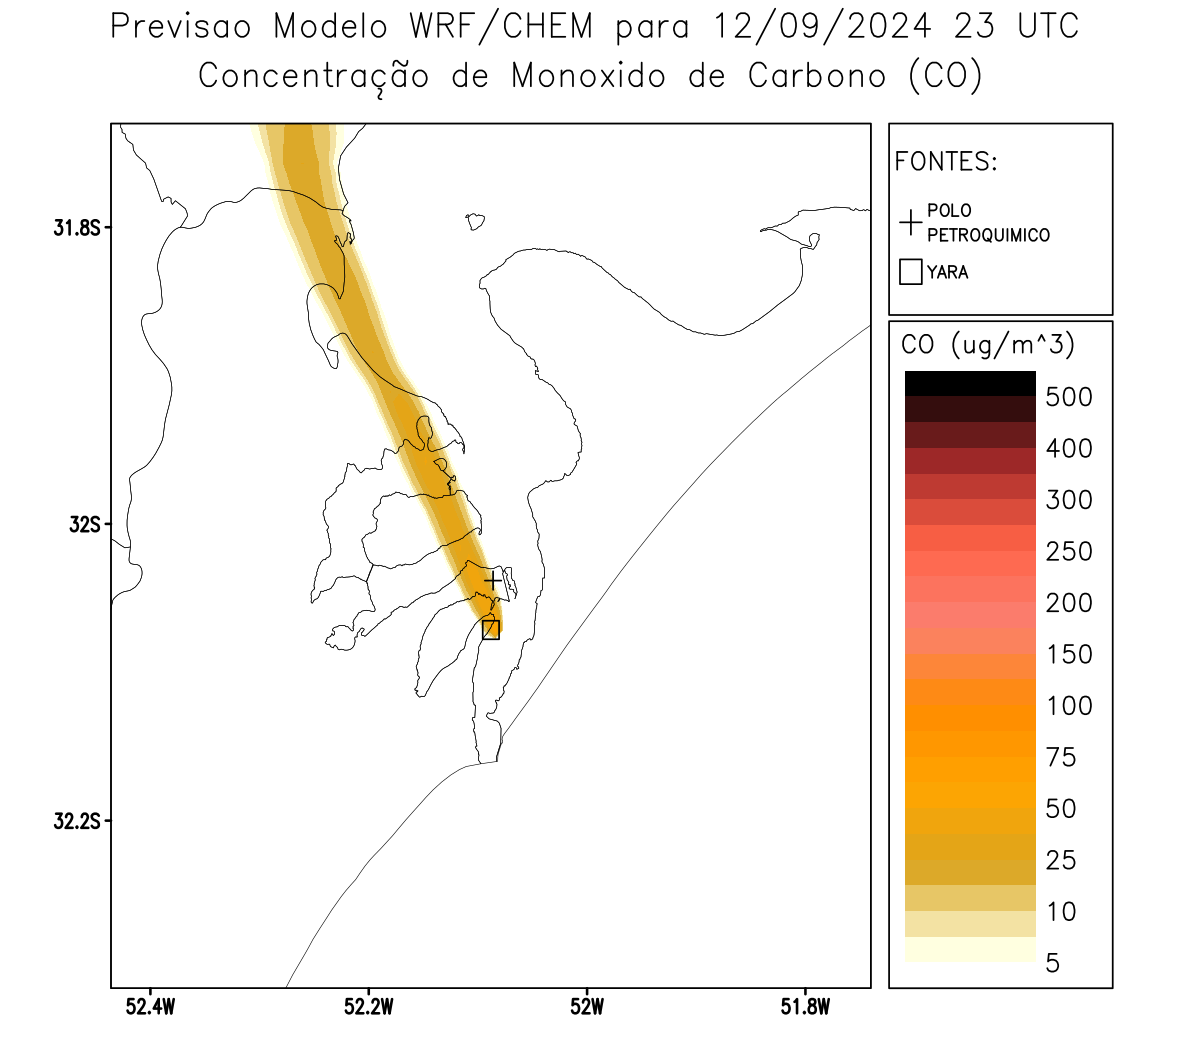 Previsao Modelo WRF/CHEM para 12/09/2024 23 UTC
Concentração de Monoxido de Carbono (CO)
FONTES:
POLO
PETROQUIMICO
YARA
CO (ug/m^3)
500
400
300
250
200
150
100
75
50
25
10
5
31.8S
32S
32.2S
52.4W
52.2W
52W
51.8W